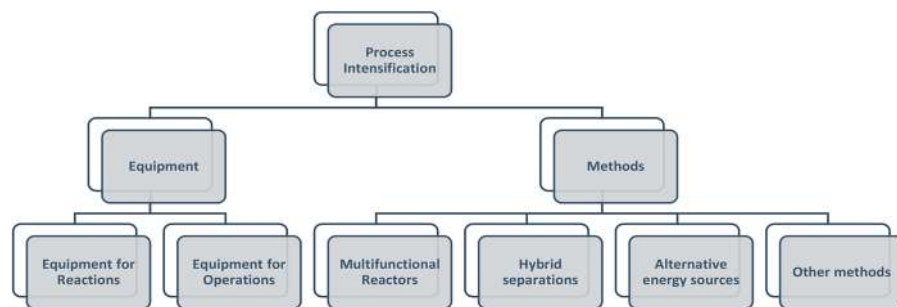 Process
Intensification
Equipment
Methods
Equipment for
Reactions
Equipment for
Operations
Multifunctional
Reactors
Hybrid
separations
Alternative
energy sources
Other methods